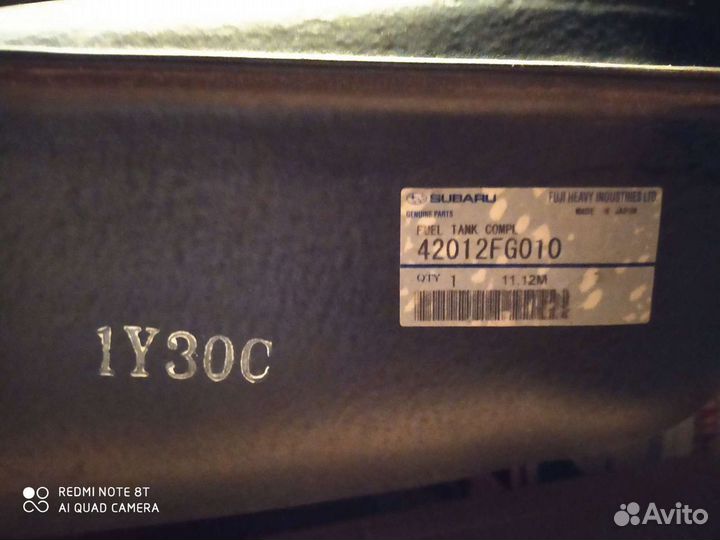 SUBARU FUJI HEAVY INDUSTRIES LTD
GENUINE PARTS MADE IN JAPAN
FUEL TANK COMPL
42012FG010
QTY 1 11.12M
1Y30C
REDMI NOTE 8T
AI QUAD CAMERA
Avito